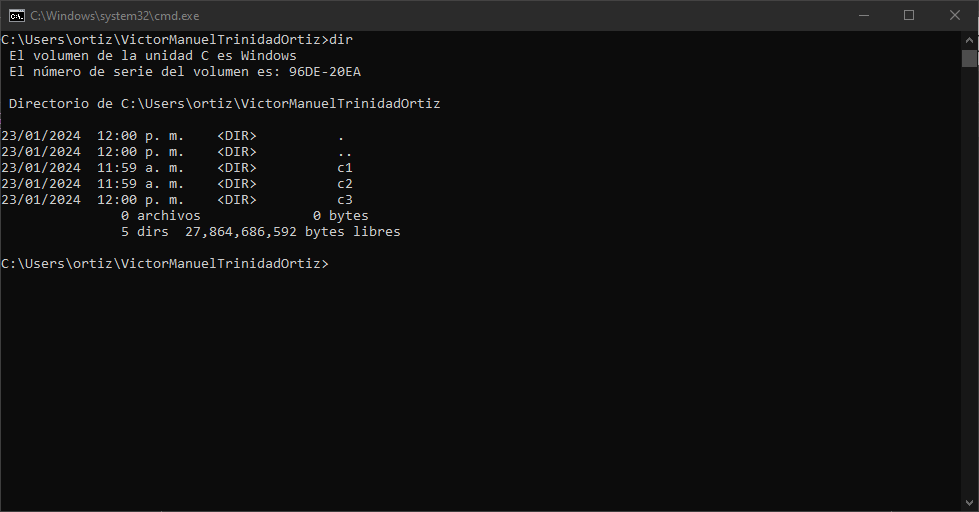 C:\Windows\system32\cmd.exe
C:\Users\ortiz\VictorManuelTrinidadOrtiz>dir
 El volumen de la unidad C es Windows
 El número de serie del volumen es: 96DE-20EA

 Directorio de C:\Users\ortiz\VictorManuelTrinidadOrtiz

23/01/2024  12:00 p. m.    <DIR>          .
23/01/2024  12:00 p. m.    <DIR>          ..
23/01/2024  11:59 a. m.    <DIR>          c1
23/01/2024  11:59 a. m.    <DIR>          c2
23/01/2024  12:00 p. m.    <DIR>          c3
               0 archivos              0 bytes
               5 dirs  27,864,686,592 bytes libres

C:\Users\ortiz\VictorManuelTrinidadOrtiz>